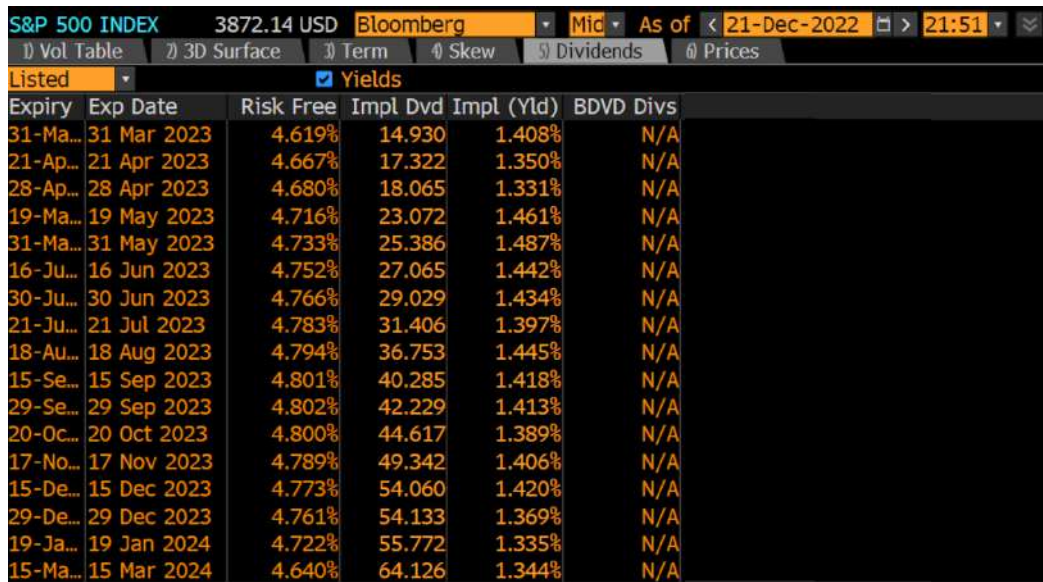 S&P 500 INDEX 3872.14 USD Bloomberg Mid As of < 21-Dec-2022 > 21:51
1) Vol Table 2) 3D Surface 3) Term 4) Skew 5) Dividends 6) Prices
Listed Yields
Expiry Exp Date Risk Free Impl Dvd Impl (Yld) BDVD Divs
31-Ma... 31 Mar 2023 4.619% 14.930 1.408% N/A
21-Ap... 21 Apr 2023 4.667% 17.322 1.350% N/A
28-Ap... 28 Apr 2023 4.680% 18.065 1.331% N/A
19-Ma... 19 May 2023 4.716% 23.072 1.461% N/A
31-Ma... 31 May 2023 4.733% 25.386 1.487% N/A
16-Ju... 16 Jun 2023 4.752% 27.065 1.442% N/A
30-Ju... 30 Jun 2023 4.766% 29.029 1.434% N/A
21-Ju... 21 Jul 2023 4.783% 31.406 1.397% N/A
18-Au... 18 Aug 2023 4.794% 36.753 1.445% N/A
15-Se... 15 Sep 2023 4.801% 40.285 1.418% N/A
29-Se... 29 Sep 2023 4.802% 42.229 1.413% N/A
20-Oc... 20 Oct 2023 4.800% 44.617 1.389% N/A
17-No... 17 Nov 2023 4.789% 49.342 1.406% N/A
15-De... 15 Dec 2023 4.773% 54.060 1.420% N/A
29-De... 29 Dec 2023 4.761% 54.133 1.369% N/A
19-Ja... 19 Jan 2024 4.722% 55.772 1.335% N/A
15-Ma... 15 Mar 2024 4.640% 64.126 1.344% N/A